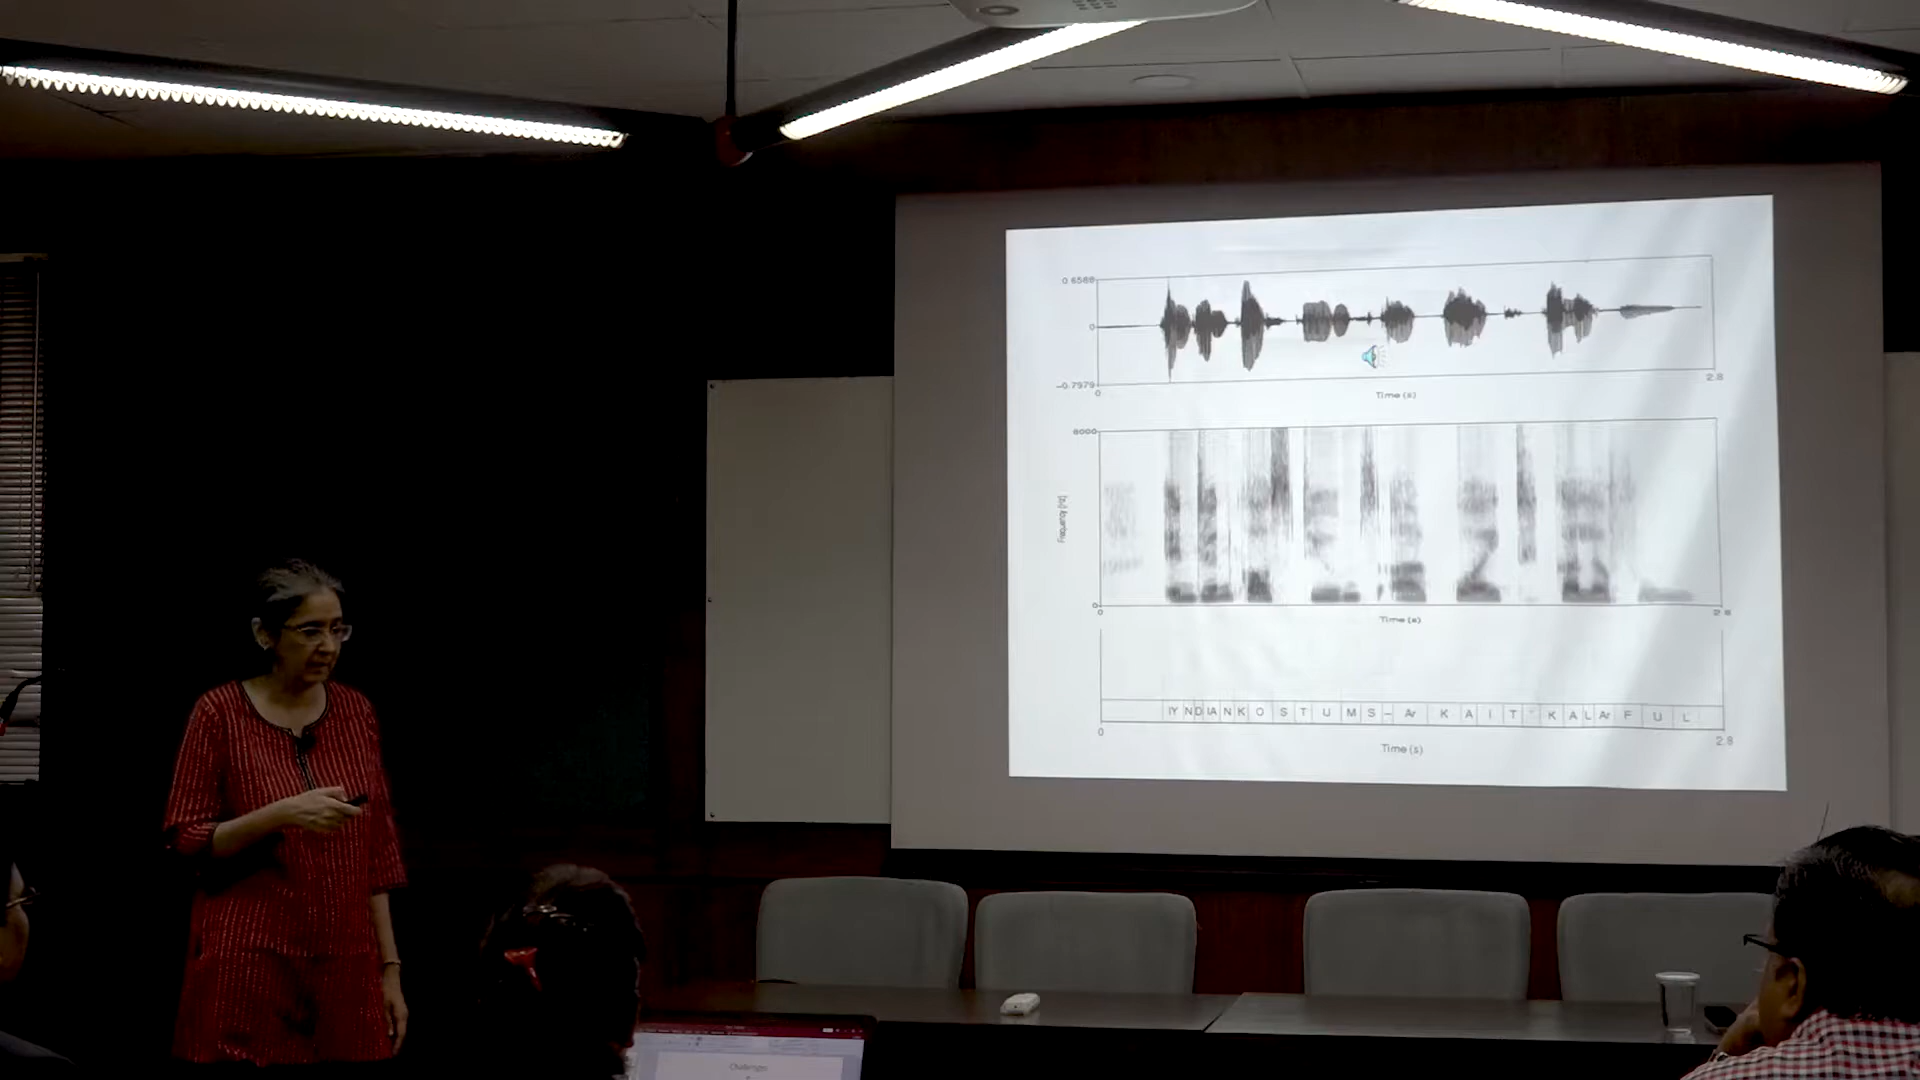 0.6588
0
-0.7979
0
2.8
Time (s)
8000
Frequency (Hz)
0
0
2.8
Time (s)
IY N D IA N K O S T U M S - Ar K A I T K A L Ar F U L
0
2.8
Time (s)
Challenges